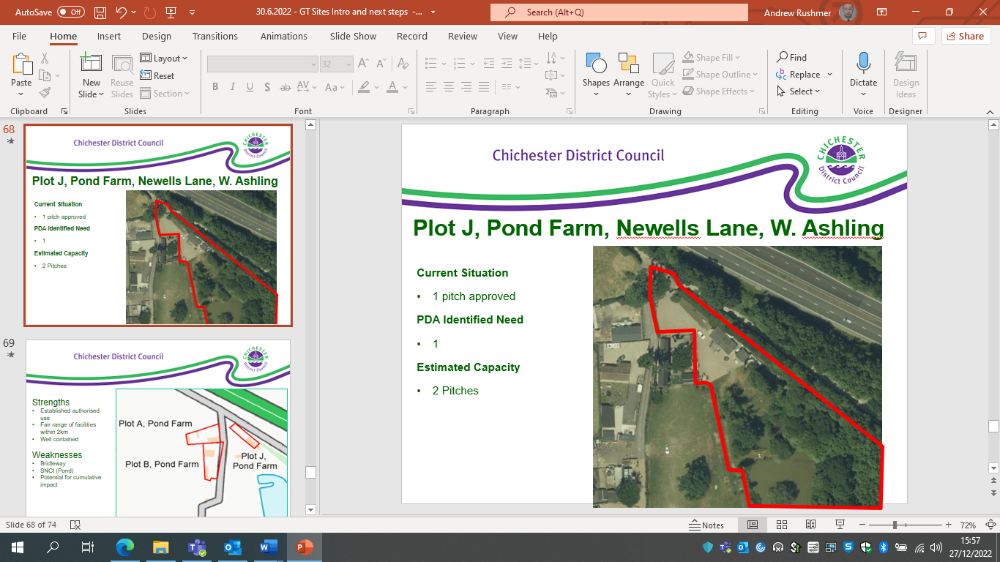 AutoSave Off
30.6.2022 - GT Sites Intro and next steps -...
Search (Alt+Q)
Andrew Rushmer
File Home Insert Design Transitions Animations Slide Show Record Review View Help
Share
Paste
Clipboard
New Slide
Reuse Slides
Layout
Reset
Section
Slides
32
B I U S ab AV Aa A
Font
Paragraph
Shapes
Arrange
Quick Styles
Shape Fill
Shape Outline
Shape Effects
Drawing
Find
Replace
Select
Editing
Dictate
Voice
Design Ideas
Designer
68
Chichester District Council
CHICHESTER
District Council
Plot J, Pond Farm, Newells Lane, W. Ashling
Current Situation
• 1 pitch approved
PDA Identified Need
• 1
Estimated Capacity
• 2 Pitches
69
Chichester District Council
CHICHESTER
District Council
Strengths
• Established authorised
use
• Fair range of facilities
within 2km
• Well contained
Weaknesses
• Bridleway
• SNCI (Pond)
• Potential for cumulative
impact
Plot A, Pond Farm
Plot B, Pond Farm
Plot J,
Pond Farm
Chichester District Council
CHICHESTER
District Council
Plot J, Pond Farm, Newells Lane, W. Ashling
Current Situation
• 1 pitch approved
PDA Identified Need
• 1
Estimated Capacity
• 2 Pitches
Slide 68 of 74
Notes
72%
15:57
27/12/2022